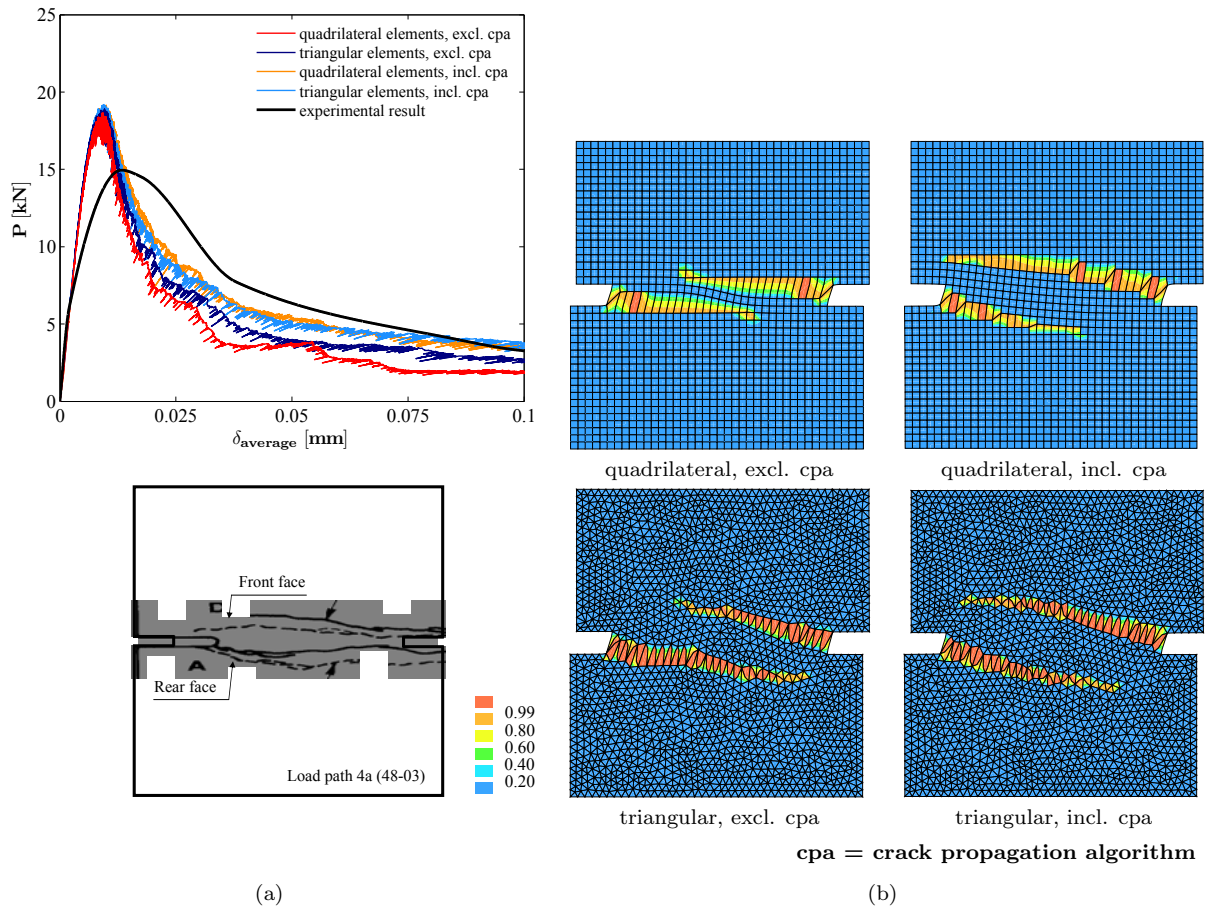 25
20
15
10
5
0
P [kN]
quadrilateral elements, excl. cpa
triangular elements, excl. cpa
quadrilateral elements, incl. cpa
triangular elements, incl. cpa
experimental result
0 0.025 0.05 0.075 0.1
δaverage [mm]
Front face
D
A
Rear face
Load path 4a (48-03)
0.99
0.80
0.60
0.40
0.20
(a)
quadrilateral, excl. cpa
quadrilateral, incl. cpa
triangular, excl. cpa
triangular, incl. cpa
cpa = crack propagation algorithm
(b)